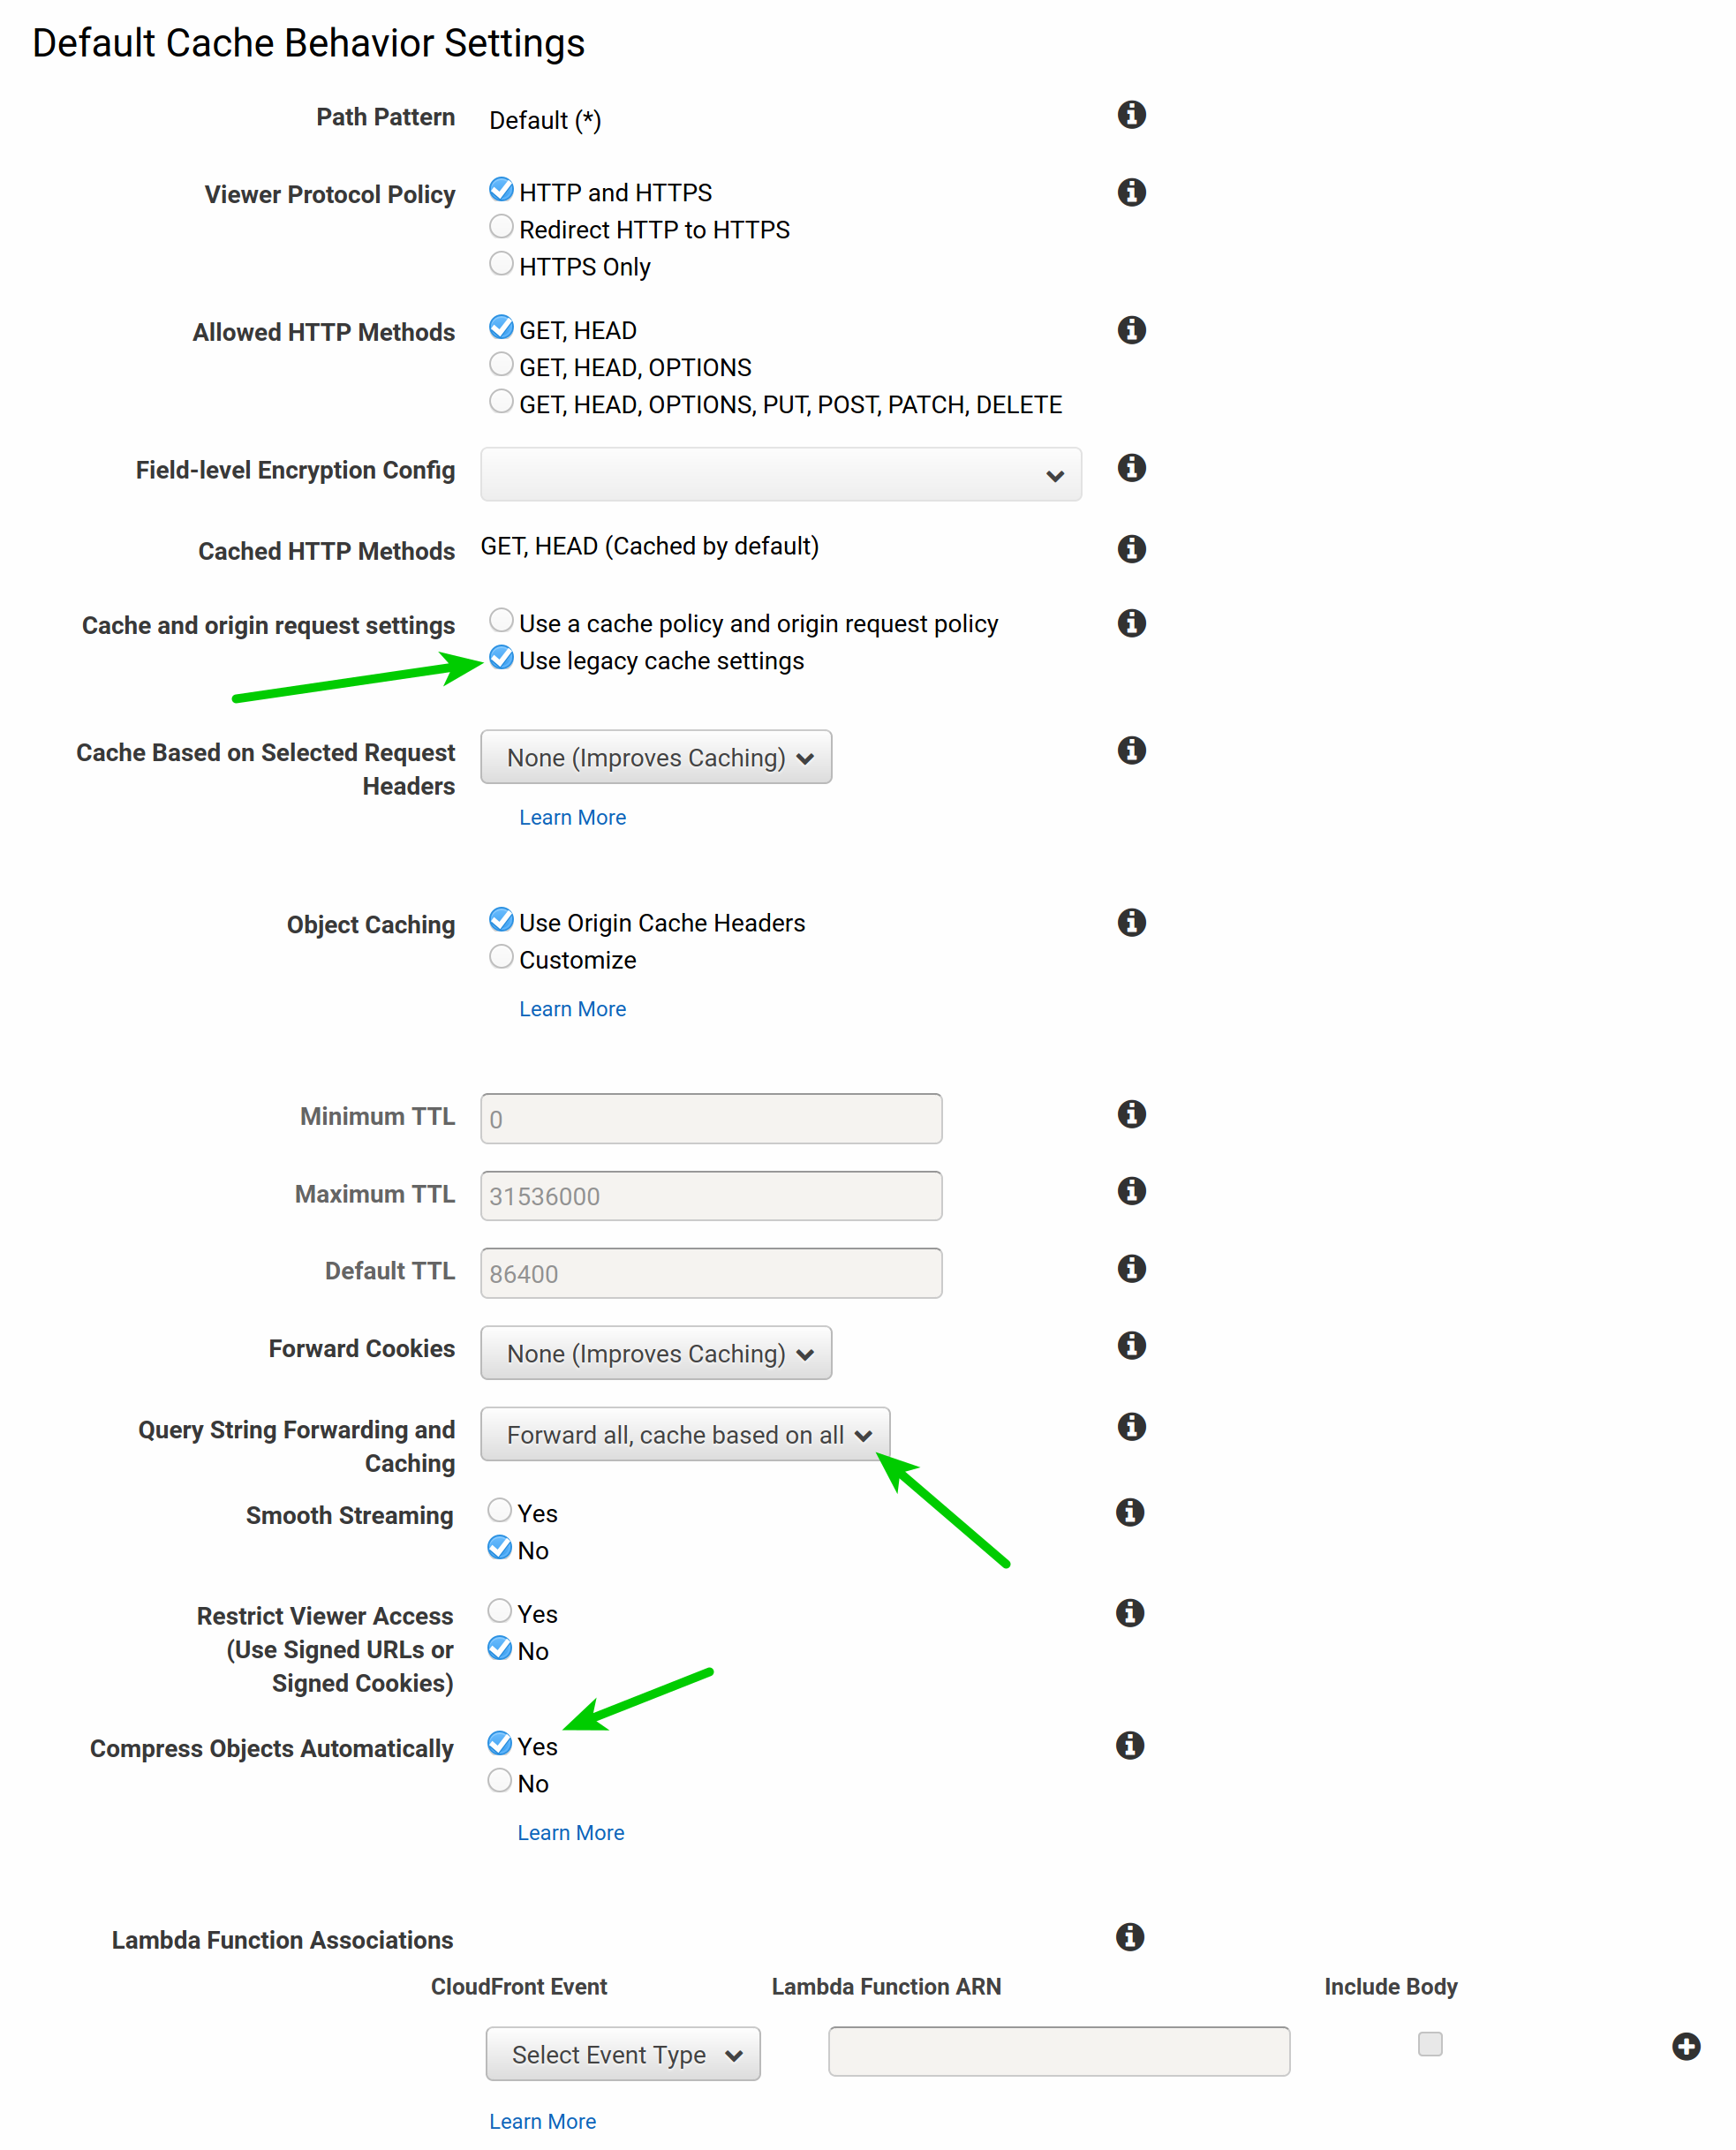 Default Cache Behavior Settings
Path Pattern
Default (*)
Viewer Protocol Policy
HTTP and HTTPS
Redirect HTTP to HTTPS
HTTPS Only
Allowed HTTP Methods
GET, HEAD
GET, HEAD, OPTIONS
GET, HEAD, OPTIONS, PUT, POST, PATCH, DELETE
Field-level Encryption Config
Cached HTTP Methods
GET, HEAD (Cached by default)
Cache and origin request settings
Use a cache policy and origin request policy
Use legacy cache settings
Cache Based on Selected Request
Headers
None (Improves Caching)
Learn More
Object Caching
Use Origin Cache Headers
Customize
Learn More
Minimum TTL
0
Maximum TTL
31536000
Default TTL
86400
Forward Cookies
None (Improves Caching)
Query String Forwarding and
Caching
Forward all, cache based on all
Smooth Streaming
Yes
No
Restrict Viewer Access
(Use Signed URLs or
Signed Cookies)
Yes
No
Compress Objects Automatically
Yes
No
Learn More
Lambda Function Associations
CloudFront Event
Lambda Function ARN
Include Body
Select Event Type
Learn More